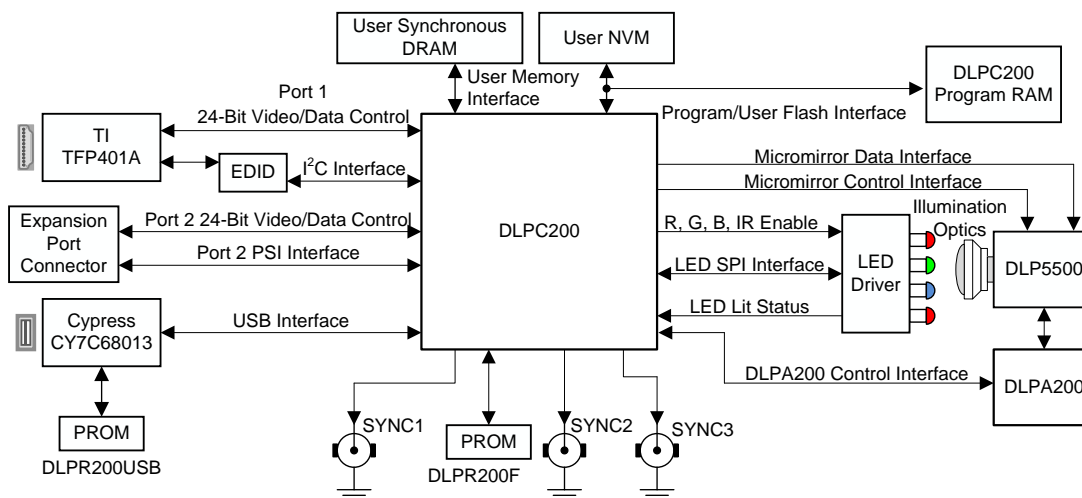 User Synchronous
DRAM
User NVM
DLPC200
Program RAM
User Memory
Interface
Program/User Flash Interface
Port 1
24-Bit Video/Data Control
TI
TFP401A
EDID
I²C Interface
Micromirror Data Interface
Micromirror Control Interface
Illumination
Optics
Expansion
Port
Connector
Port 2 24-Bit Video/Data Control
Port 2 PSI Interface
DLPC200
R, G, B, IR Enable
LED SPI Interface
LED Lit Status
LED
Driver
DLP5500
Cypress
CY7C68013
USB Interface
DLPA200 Control Interface
DLPA200
PROM
DLPR200USB
SYNC1
PROM
DLPR200F
SYNC2
SYNC3